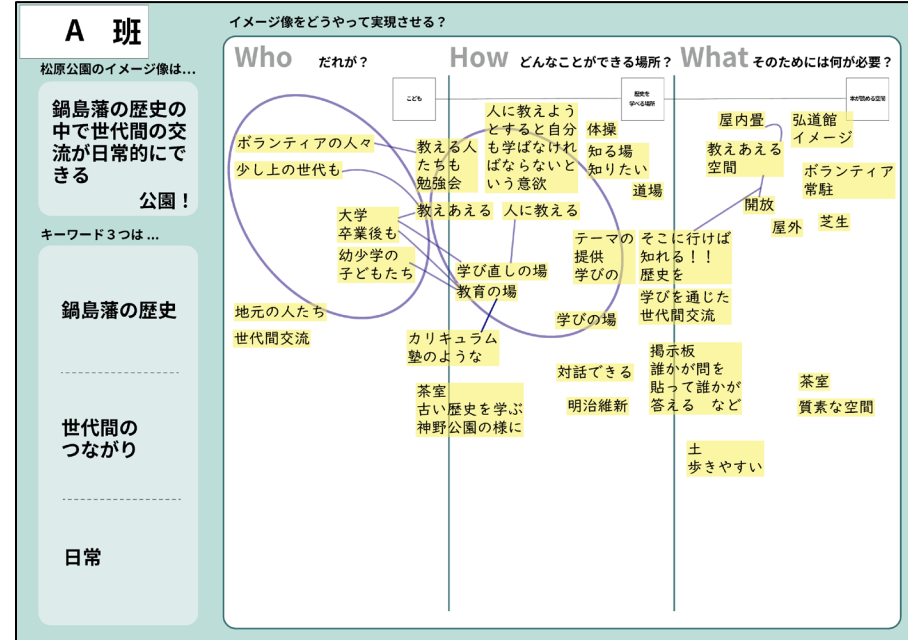 A 班
松原公園のイメージ像は…
鍋島藩の歴史の
中で世代間の交
流が日常的にで
きる
公園！
キーワード３つは …
鍋島藩の歴史
世代間の
つながり
日常
イメージ像をどうやって実現させる？
Who だれが？
How どんなことができる場所？
What そのためには何が必要？
こども
歴史を
学べる場所
本が読める空間
ボランティアの人々
少し上の世代も
大学
卒業後も
幼少学の
子どもたち
地元の人たち
世代間交流
教える人
たちも
勉強会
人に教えよう
とすると自分
も学ばなけれ
ばならないと
いう意欲
体操
知る場
知りたい
道場
教えあえる
人に教える
テーマの
提供
学びの
学び直しの場
教育の場
学びの場
カリキュラム
塾のような
対話できる
茶室
古い歴史を学ぶ
神野公園の様に
明治維新
屋内畳
弘道館
イメージ
教えあえる
空間
ボランティア
常駐
開放
屋外
芝生
そこに行けば
知れる！！
歴史を
学びを通じた
世代間交流
掲示板
誰かが問を
貼って誰かが
答える など
茶室
質素な空間
土
歩きやすい